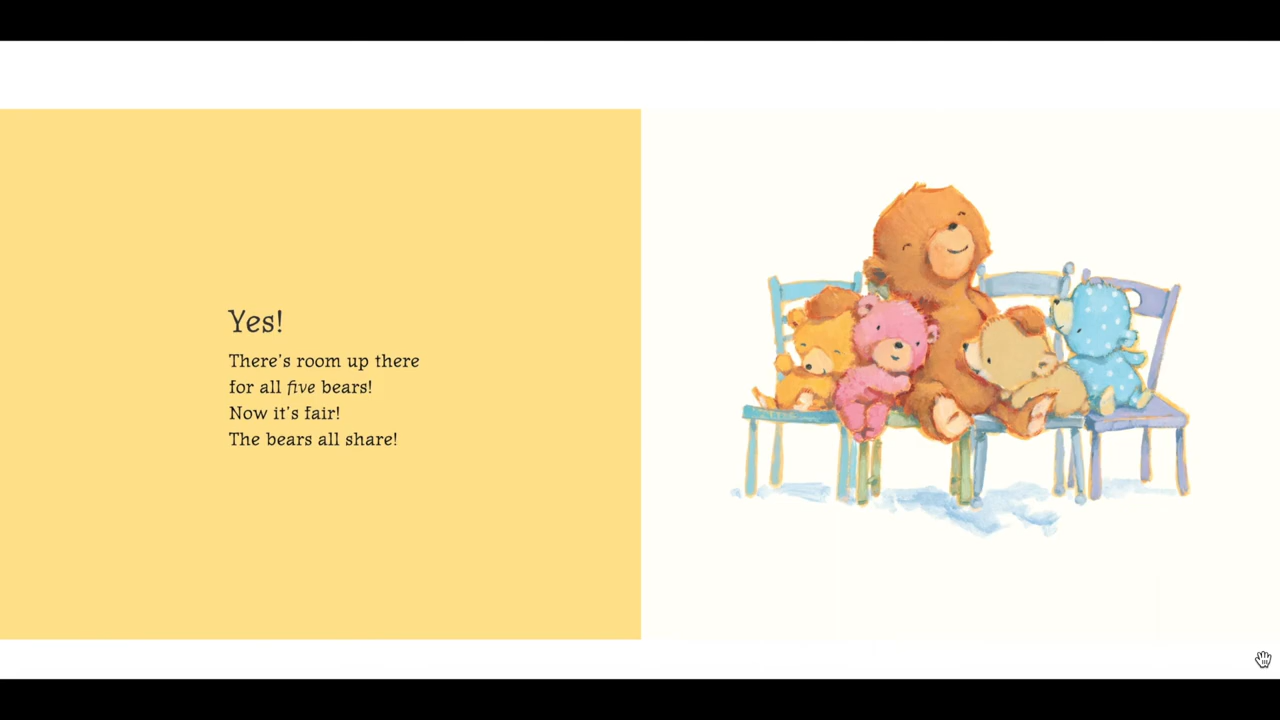 Yes!
There's room up there
for all five bears!
Now it's fair!
The bears all share!